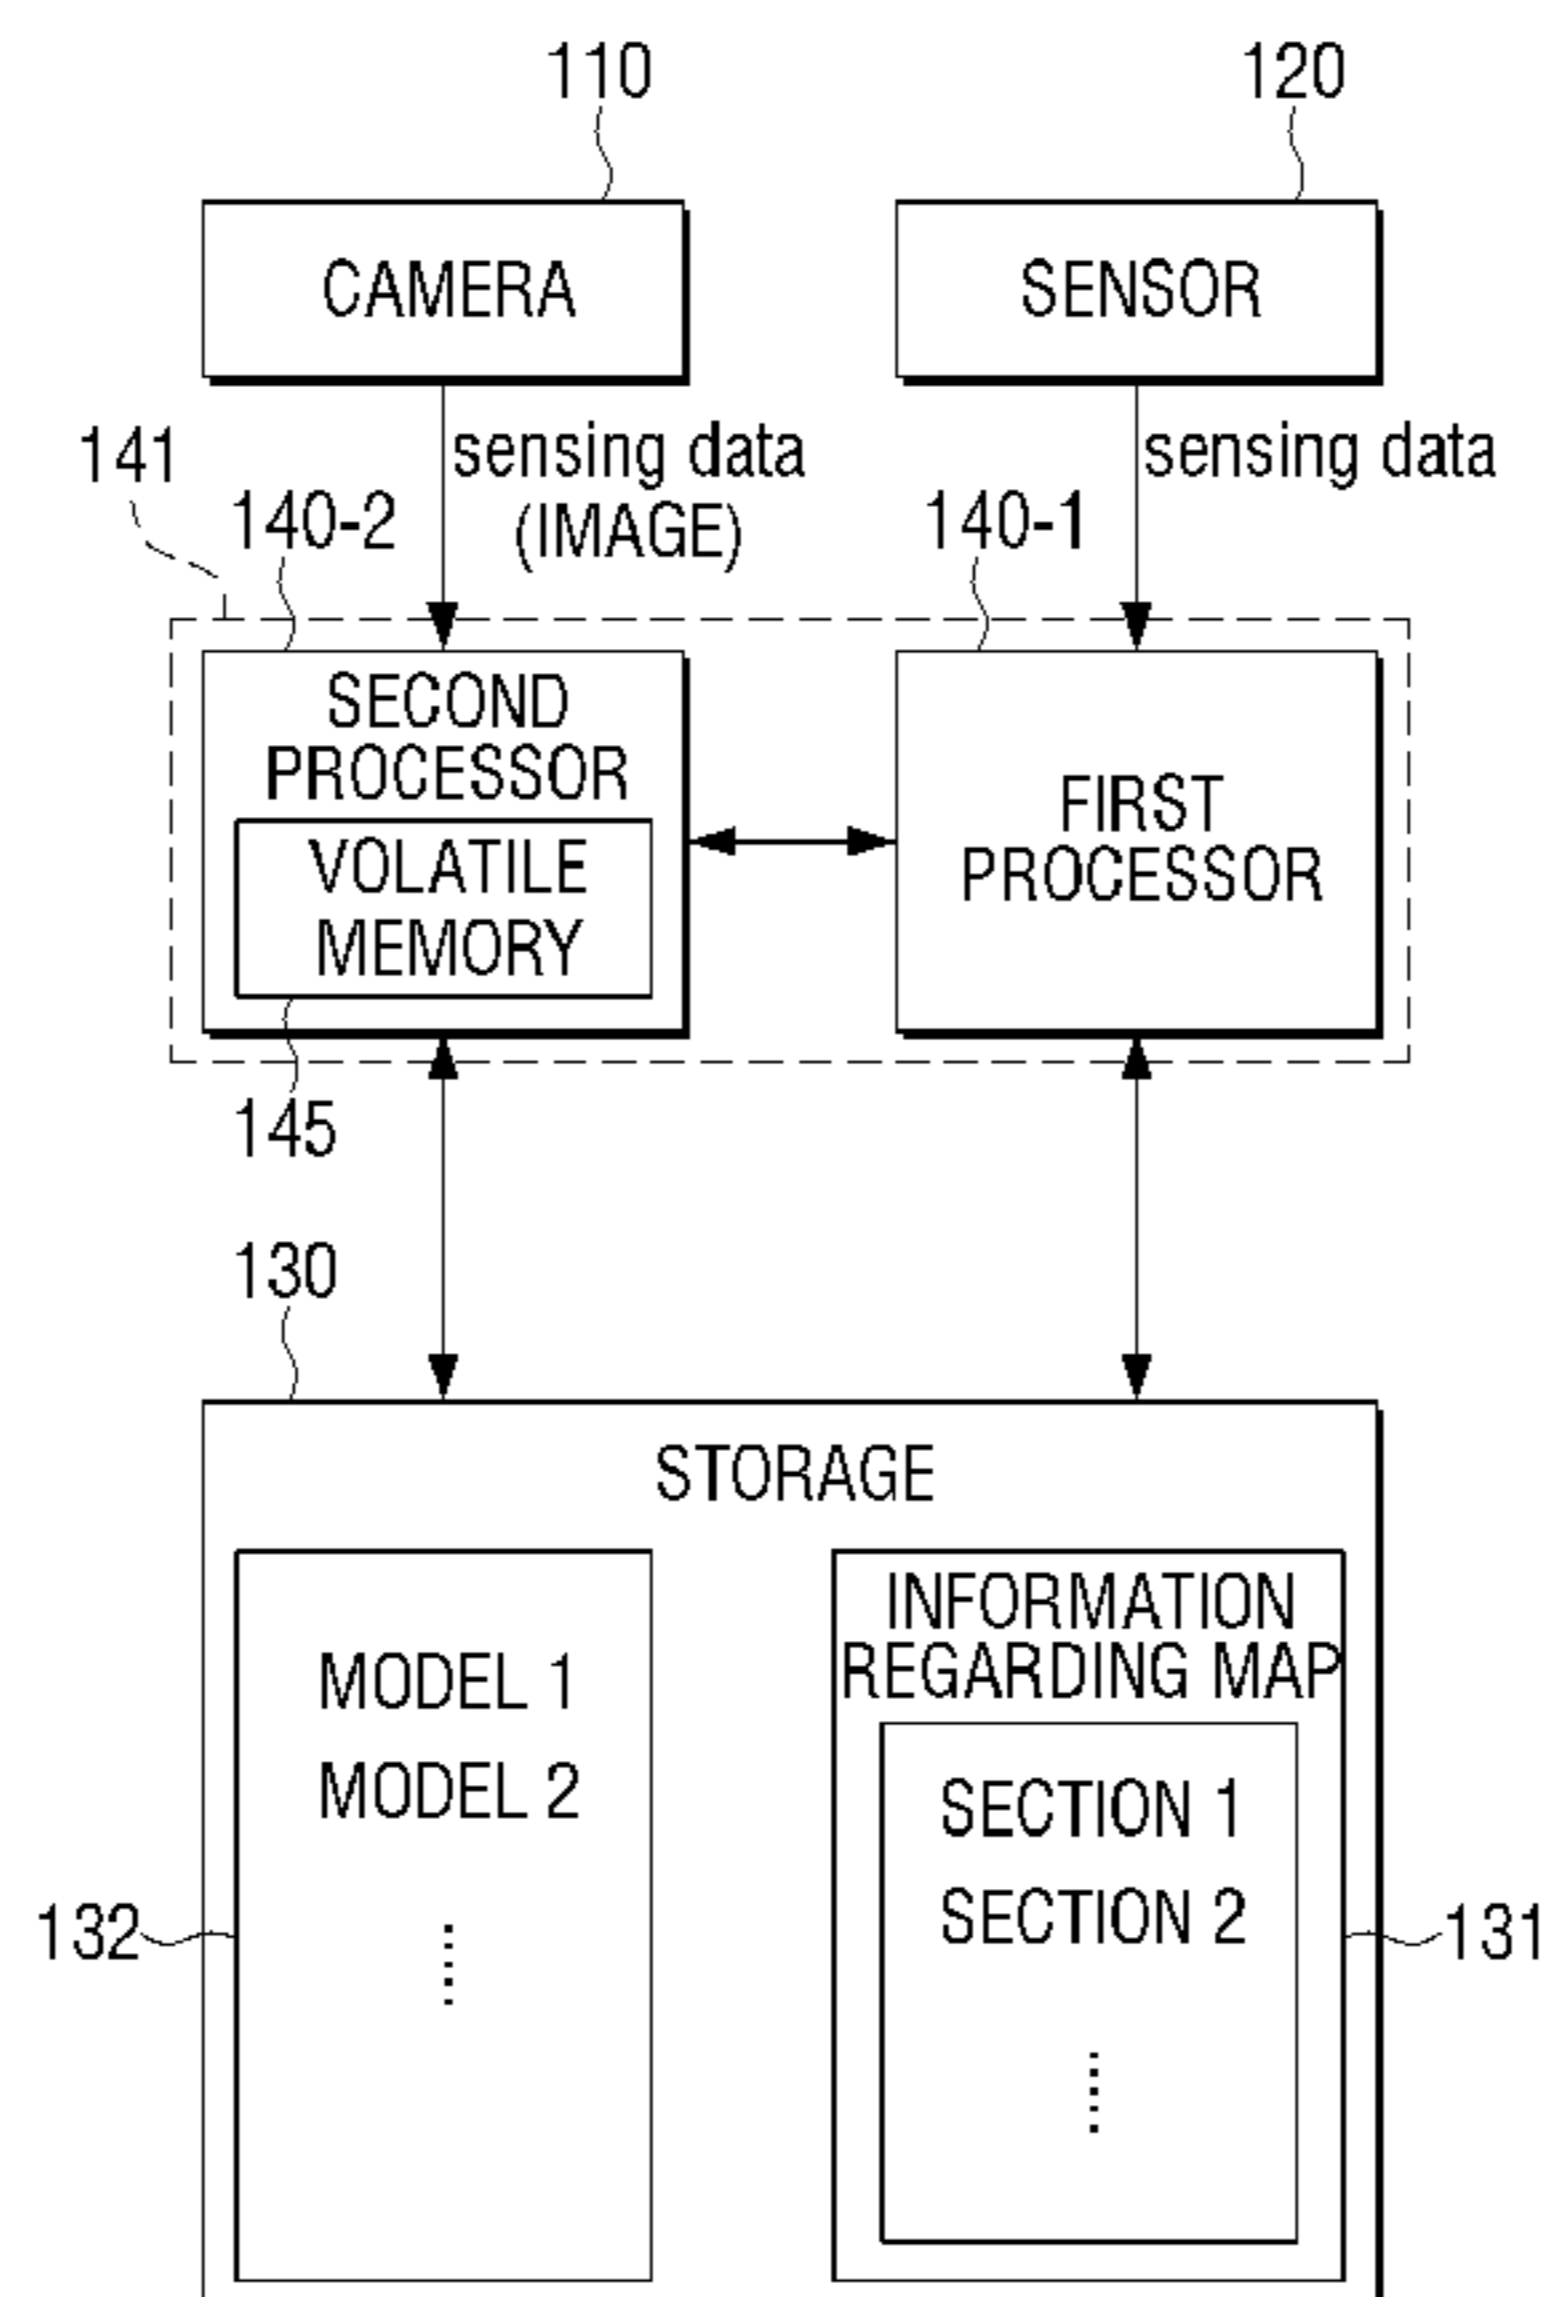 110
120
CAMERA
SENSOR
141
sensing data
(IMAGE)
sensing data
140-2
140-1
SECOND
PROCESSOR
VOLATILE
MEMORY
FIRST
PROCESSOR
145
130
STORAGE
MODEL 1
MODEL 2
INFORMATION
REGARDING MAP
SECTION 1
SECTION 2
132
131